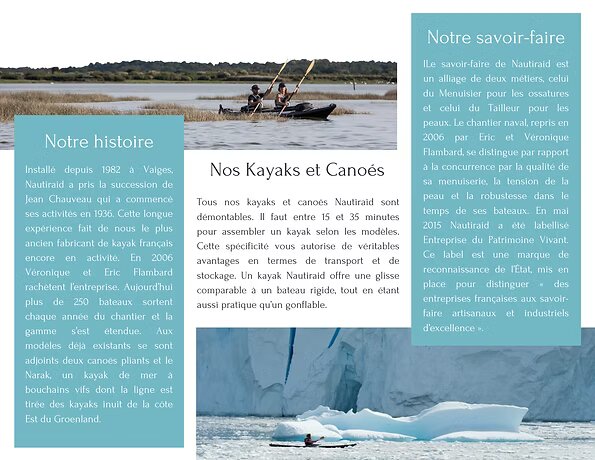 Notre histoire
Installé depuis 1982 à Vaiges,
Nautiraid a pris la succession de
Jean Chauveau qui a commencé
ses activités en 1936. Cette longue
expérience fait de nous le plus
ancien fabricant de kayak français
encore en activité. En 2006
Véronique et Eric Flambard
rachètent l'entreprise. Aujourd'hui
plus de 250 bateaux sortent
chaque année du chantier et la
gamme s'est étendue. Aux
modèles déjà existants se sont
adjoints deux canoës pliants et le
Narak, un kayak de mer à
bouchains vifs dont la ligne est
tirée des kayaks inuit de la côte
Est du Groenland.
Nos Kayaks et Canoés
Tous nos kayaks et canoés Nautiraid sont
démontables. Il faut entre 15 et 35 minutes
pour assembler un kayak selon les modèles.
Cette spécificité vous autorise de véritables
avantages en termes de transport et de
stockage. Un kayak Nautiraid offre une glisse
comparable à un bateau rigide, tout en étant
aussi pratique qu'un gonflable.
Notre savoir-faire
lLe savoir-faire de Nautiraid est
un alliage de deux métiers, celui
du Menuisier pour les ossatures
et celui du Tailleur pour les
peaux. Le chantier naval, repris en
2006 par Eric et Véronique
Flambard, se distingue par rapport
à la concurrence par la qualité de
sa menuiserie, la tension de la
peau et la robustesse dans le
temps de ses bateaux. En mai
2015 Nautiraid a été labellisé
Entreprise du Patrimoine Vivant.
Ce label est une marque de
reconnaissance de l'État, mis en
place pour distinguer « des
entreprises françaises aux savoir-
faire artisanaux et industriels
d'excellence ».